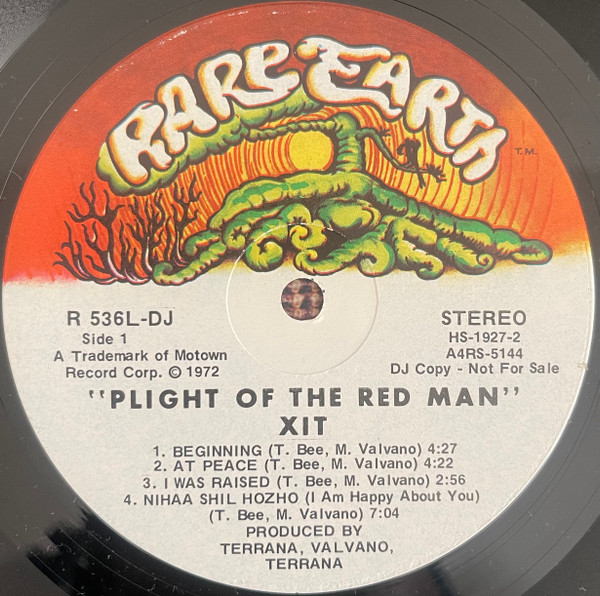 RARE EARTH
T.M.
R 536L-DJ
Side 1
A Trademark of Motown
Record Corp. © 1972
STEREO
HS-1927-2
A4RS-5144
DJ Copy - Not For Sale
"PLIGHT OF THE RED MAN"
XIT
1. BEGINNING (T. Bee, M. Valvano) 4:27
2. AT PEACE (T. Bee, M. Valvano) 4:22
3. I WAS RAISED (T. Bee, M. Valvano) 2:56
4. NIHAA SHIL HOZHO (I Am Happy About You)
(T. Bee, M. Valvano) 7:04
PRODUCED BY
TERRANA, VALVANO,
TERRANA